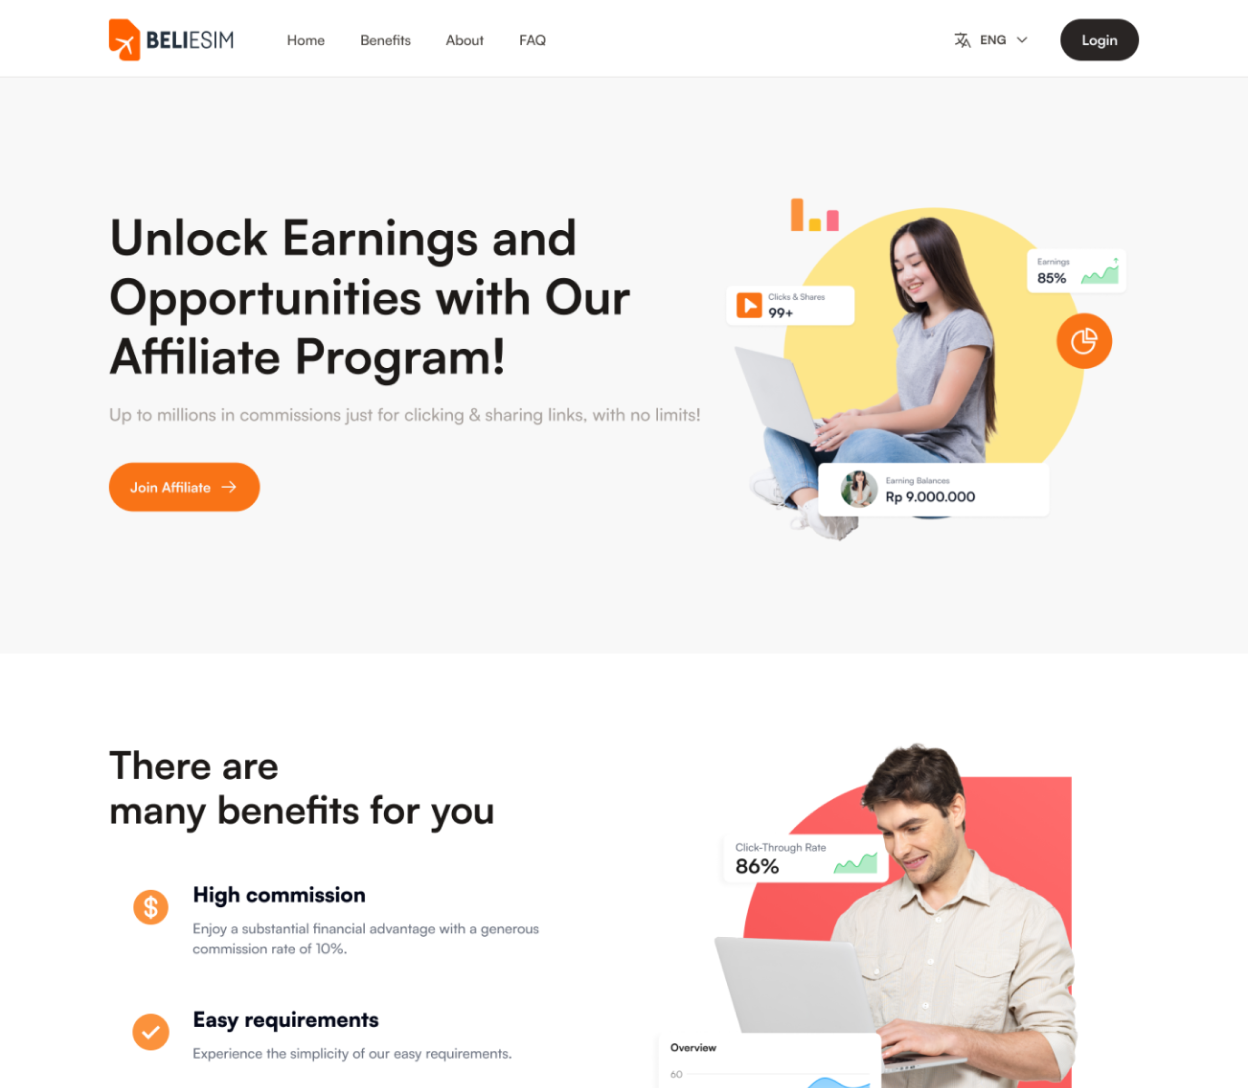 BELIESIM
Home
Benefits
About
FAQ
ENG
Login
Unlock Earnings and
Opportunities with Our
Affiliate Program!
Up to millions in commissions just for clicking & sharing links, with no limits!
Join Affiliate
Clicks & Shares
99+
Earnings
85%
Earning Balances
Rp 9.000.000
There are
many benefits for you
High commission
Enjoy a substantial financial advantage with a generous
commission rate of 10%.
Easy requirements
Experience the simplicity of our easy requirements.
Click-Through Rate
86%
Overview
60